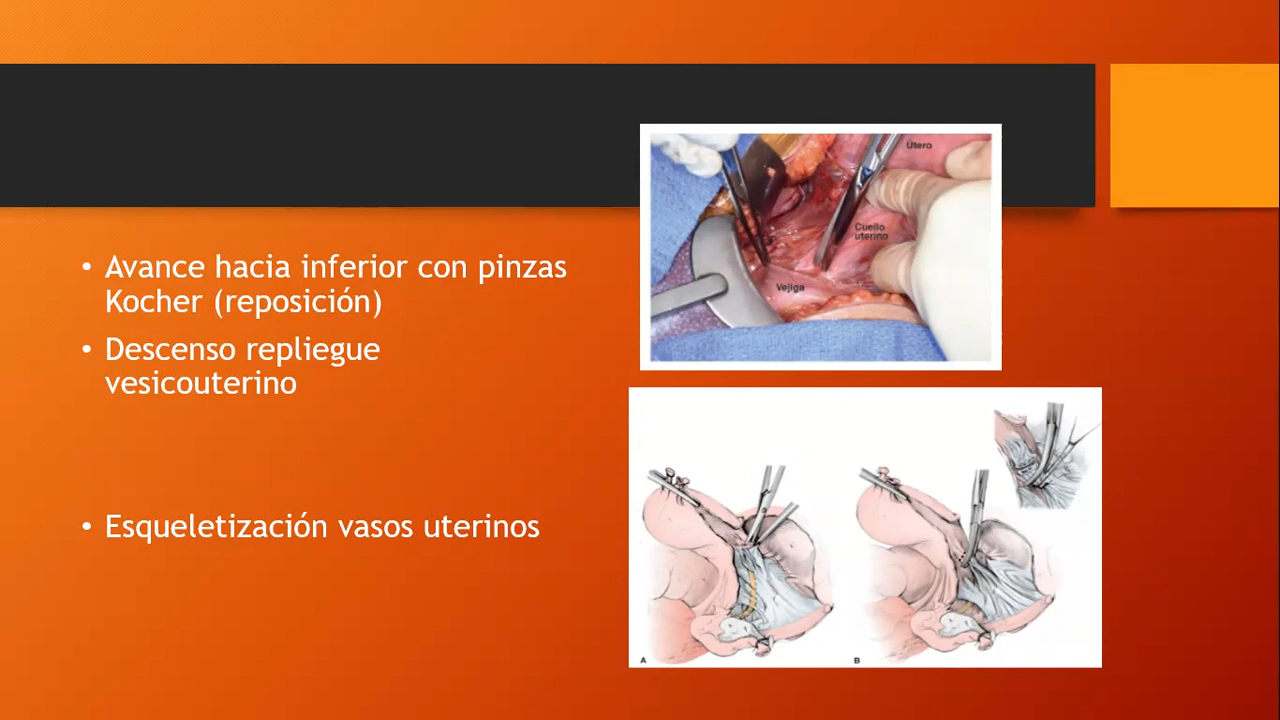 • Avance hacia inferior con pinzas
Kocher (reposición)
• Descenso repliegue
vesicouterino
• Esqueletización vasos uterinos
Útero
Cuello
uterino
Vejiga
A
B